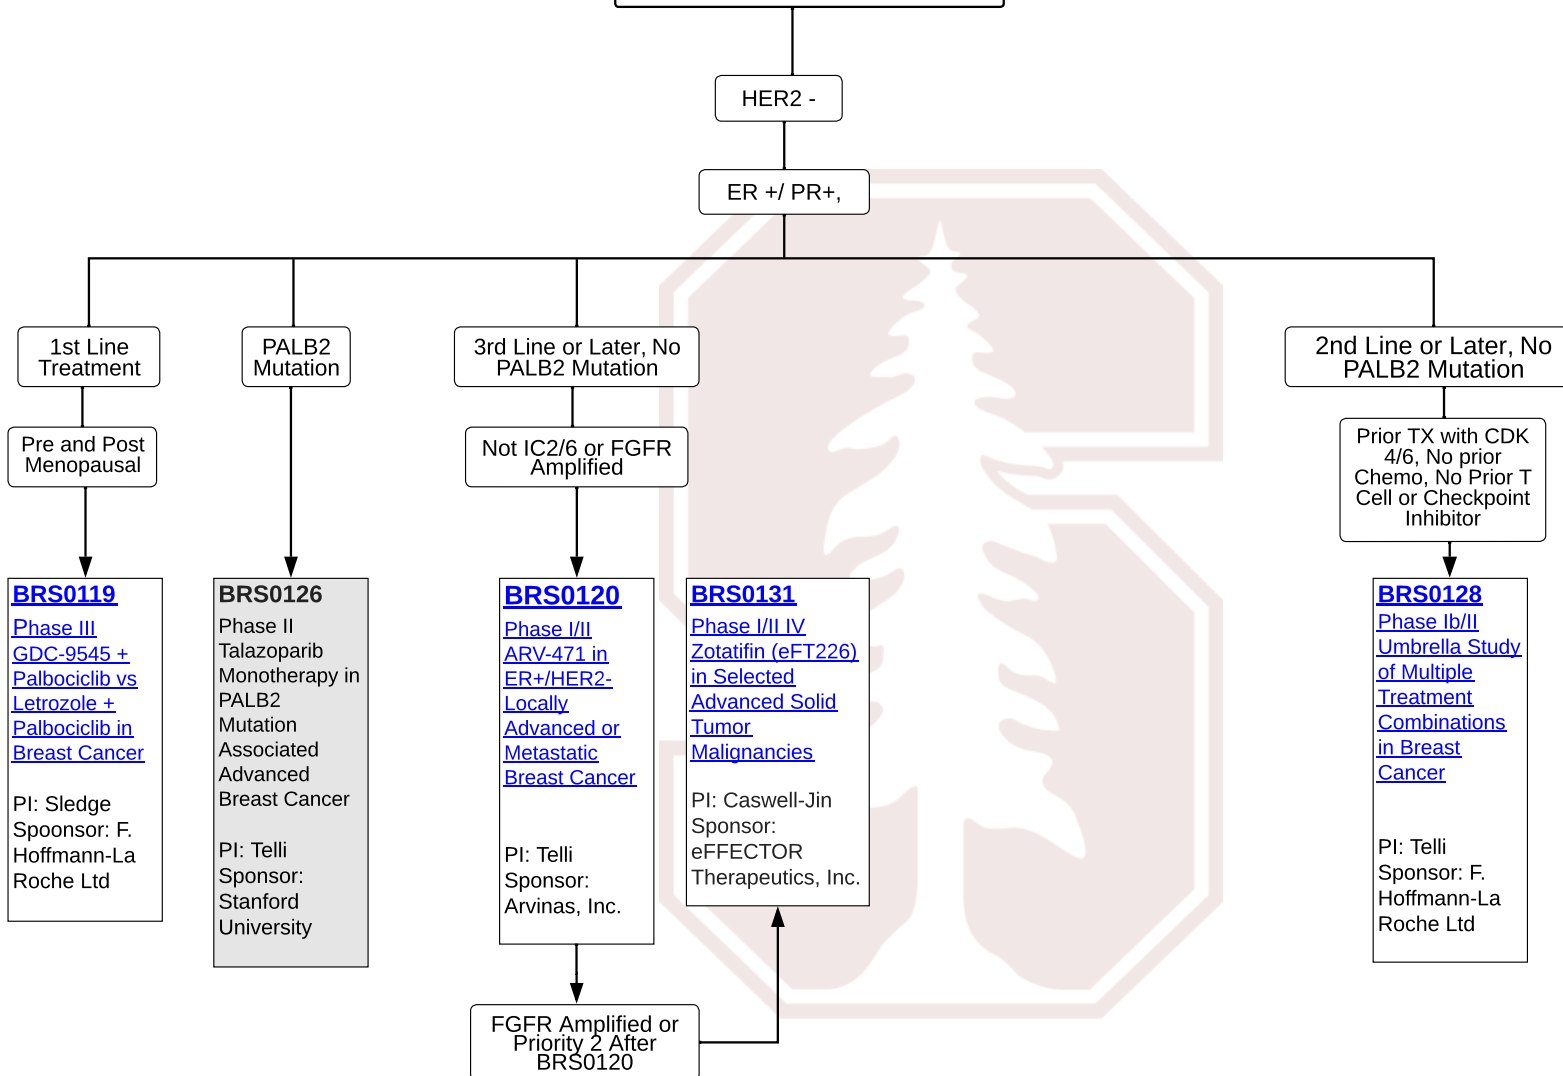 HER2 -
ER +/ PR+,
1st Line
Treatment
PALB2
Mutation
3rd Line or Later, No
PALB2 Mutation
2nd Line or Later, No
PALB2 Mutation
Pre and Post
Menopausal
Not IC2/6 or FGFR
Amplified
Prior TX with CDK
4/6, No prior
Chemo, No Prior T
Cell or Checkpoint
Inhibitor
BRS0119
Phase III
GDC-9545 +
Palbociclib vs
Letrozole +
Palbociclib in
Breast Cancer
PI: Sledge
Spoonsor: F.
Hoffmann-La
Roche Ltd
BRS0126
Phase II
Talazoparib
Monotherapy in
PALB2
Mutation
Associated
Advanced
Breast Cancer
PI: Telli
Sponsor:
Stanford
University
BRS0120
Phase I/II
ARV-471 in
ER+/HER2-
Locally
Advanced or
Metastatic
Breast Cancer
PI: Telli
Sponsor:
Arvinas, Inc.
BRS0131
Phase I/II IV
Zotatifin (eFT226)
in Selected
Advanced Solid
Tumor
Malignancies
PI: Caswell-Jin
Sponsor:
eFFECTOR
Therapeutics, Inc.
BRS0128
Phase Ib/II
Umbrella Study
of Multiple
Treatment
Combinations
in Breast
Cancer
PI: Telli
Sponsor: F.
Hoffmann-La
Roche Ltd
FGFR Amplified or
Priority 2 After
BRS0120